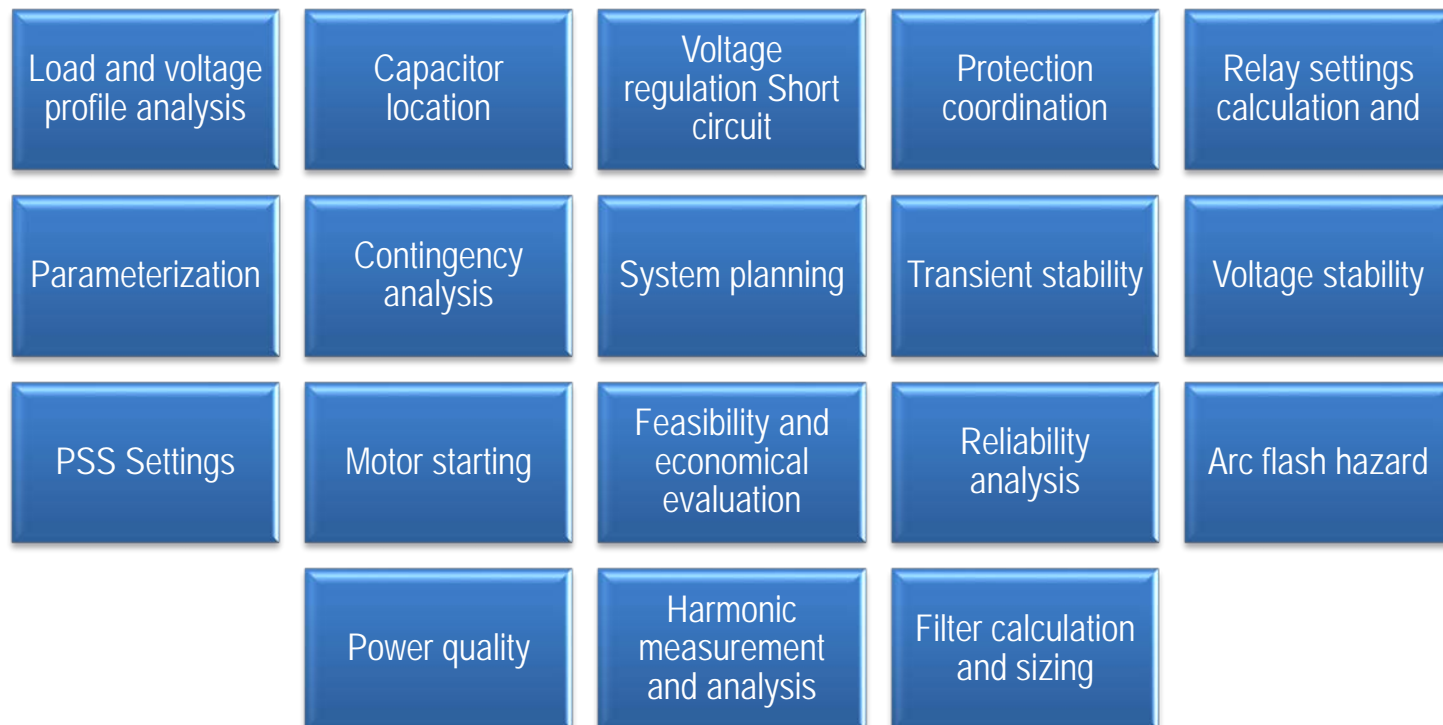 Load and voltage
profile analysis
Capacitor
location
Voltage
regulation Short
circuit
Protection
coordination
Relay settings
calculation and
Parameterization
Contingency
analysis
System planning
Transient stability
Voltage stability
PSS Settings
Motor starting
Feasibility and
economical
evaluation
Reliability
analysis
Arc flash hazard
Power quality
Harmonic
measurement
and analysis
Filter calculation
and sizing